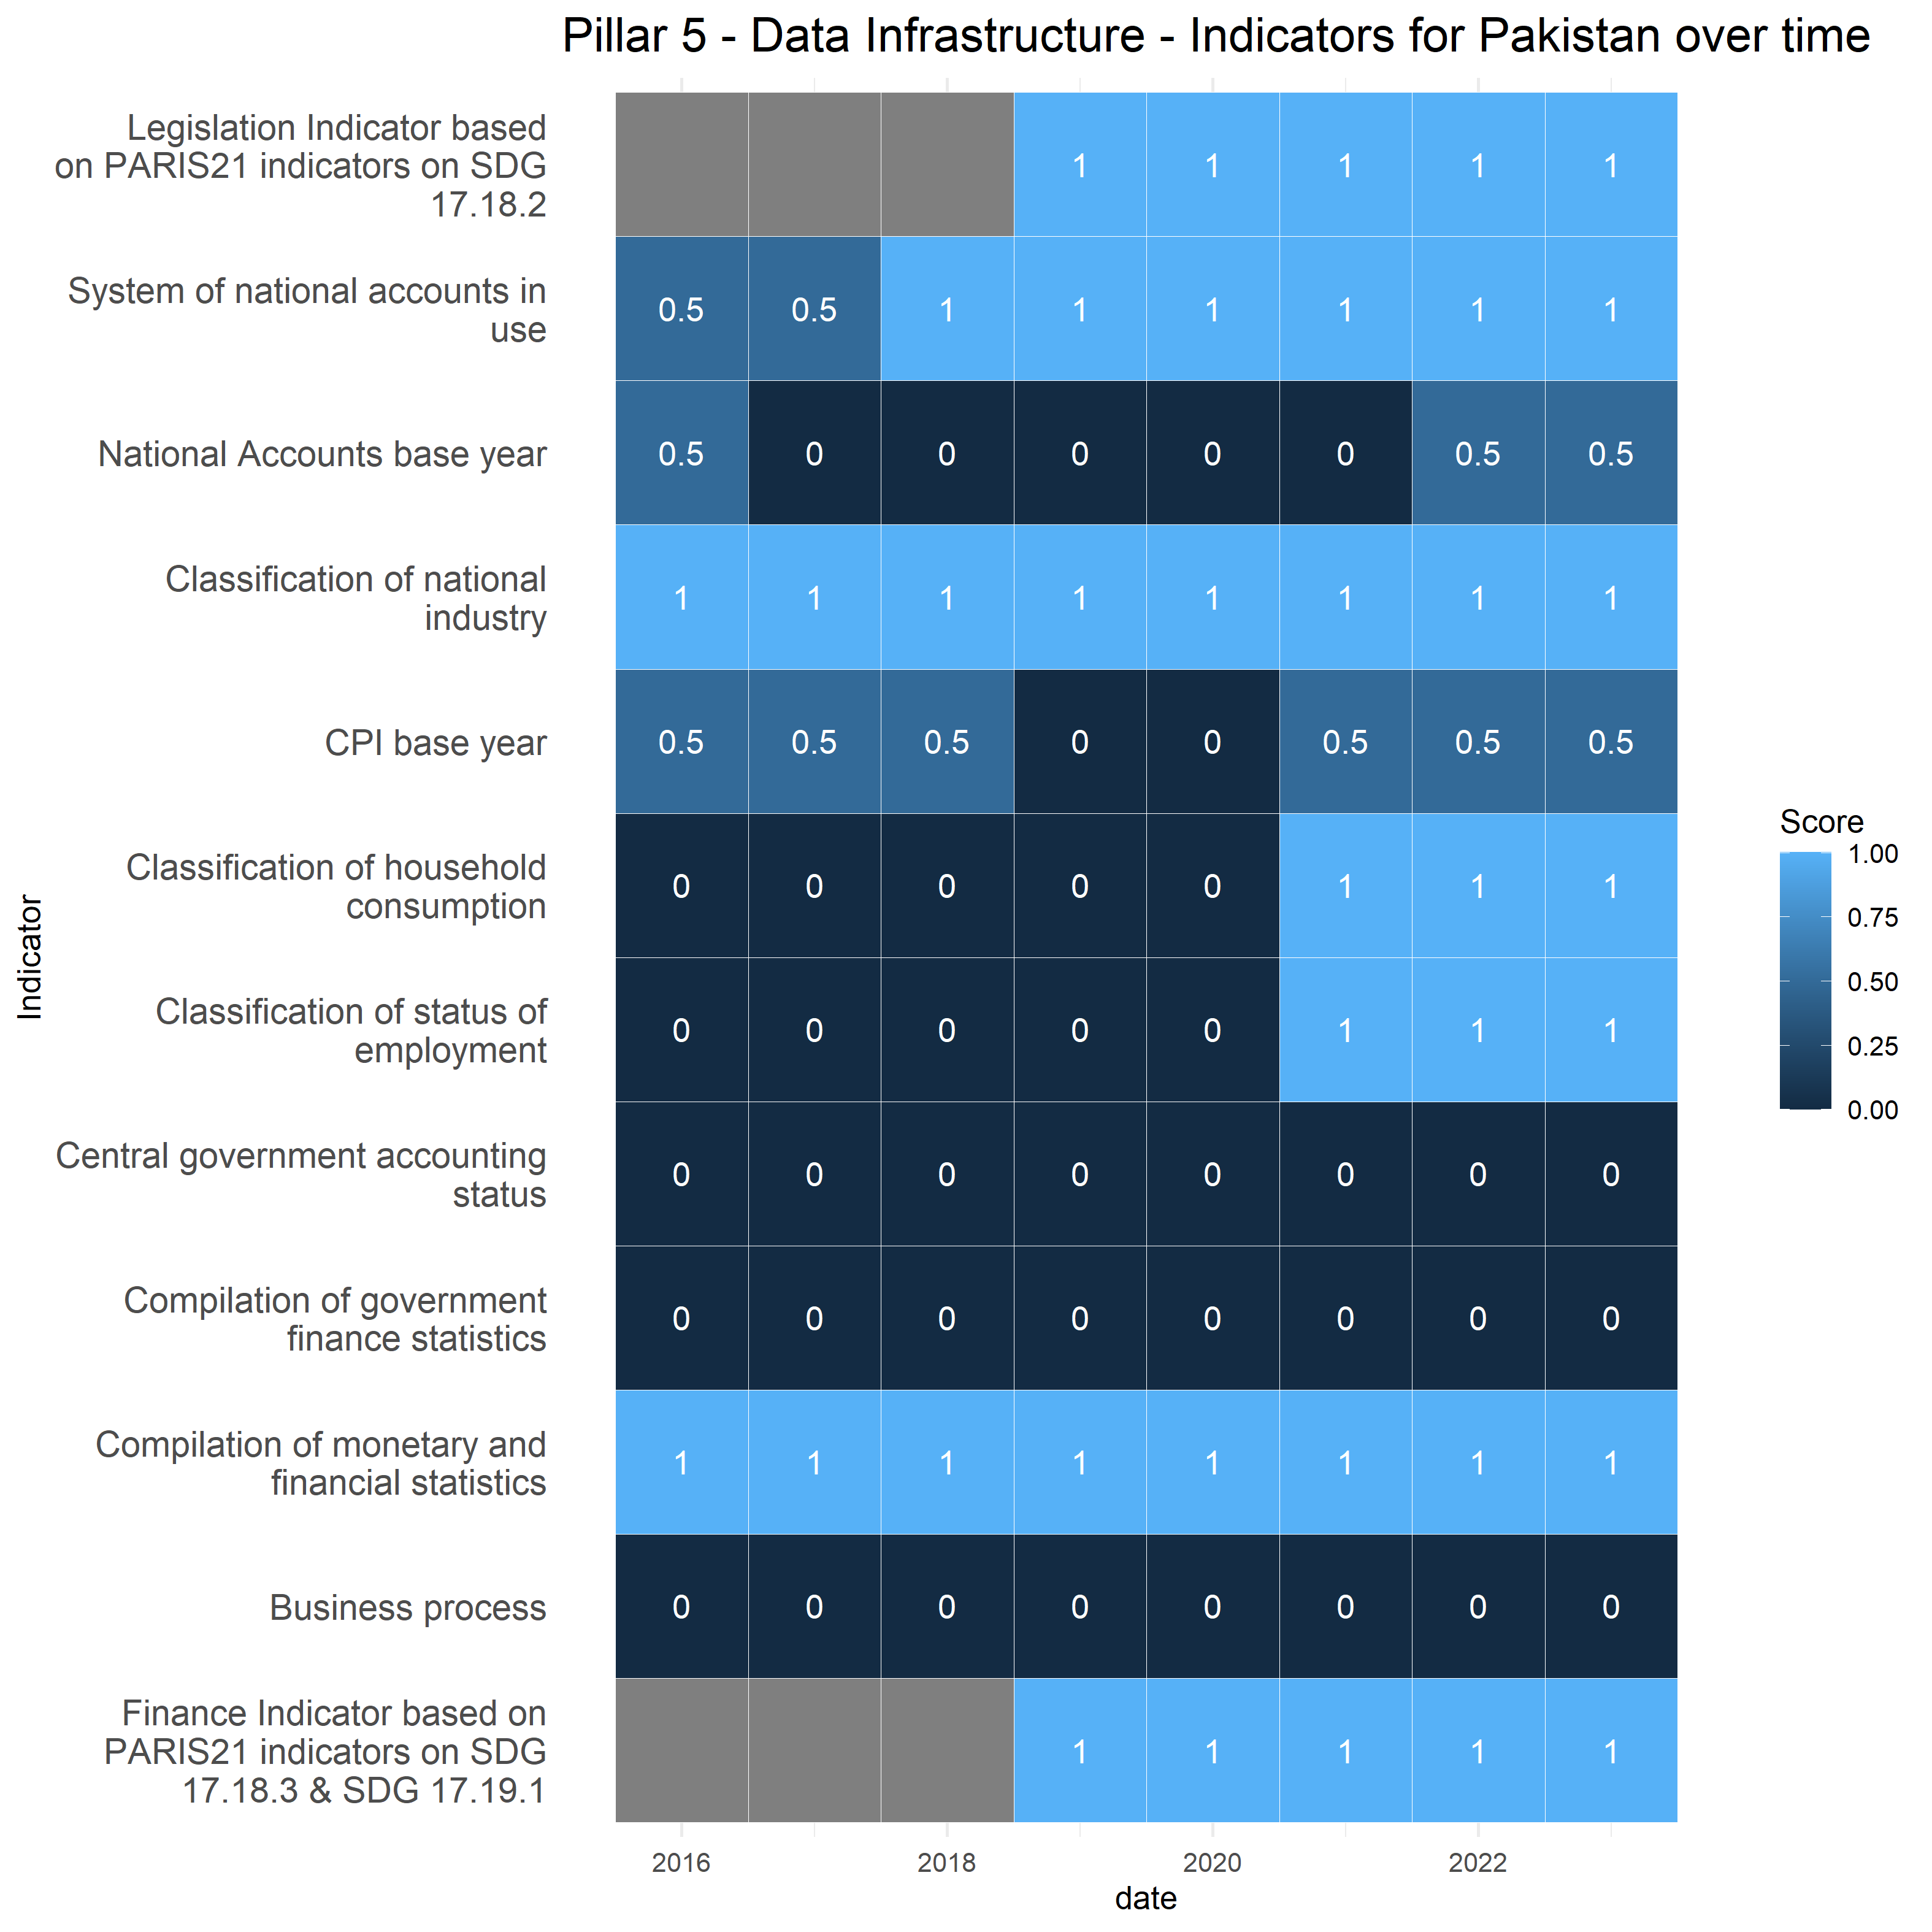 Pillar 5 - Data Infrastructure - Indicators for Pakistan over time
Indicator
Legislation Indicator based
on PARIS21 indicators on SDG
17.18.2
1 1 1 1 1
System of national accounts in
use
0.5 0.5 1 1 1 1 1 1
National Accounts base year
0.5 0 0 0 0 0 0.5 0.5
Classification of national
industry
1 1 1 1 1 1 1 1
CPI base year
0.5 0.5 0.5 0 0 0.5 0.5 0.5
Classification of household
consumption
0 0 0 0 0 1 1 1
Classification of status of
employment
0 0 0 0 0 1 1 1
Central government accounting
status
0 0 0 0 0 0 0 0
Compilation of government
finance statistics
0 0 0 0 0 0 0 0
Compilation of monetary and
financial statistics
1 1 1 1 1 1 1 1
Business process
0 0 0 0 0 0 0 0
Finance Indicator based on
PARIS21 indicators on SDG
17.18.3 & SDG 17.19.1
1 1 1 1 1
2016 2018 2020 2022
date
Score
1.00
0.75
0.50
0.25
0.00